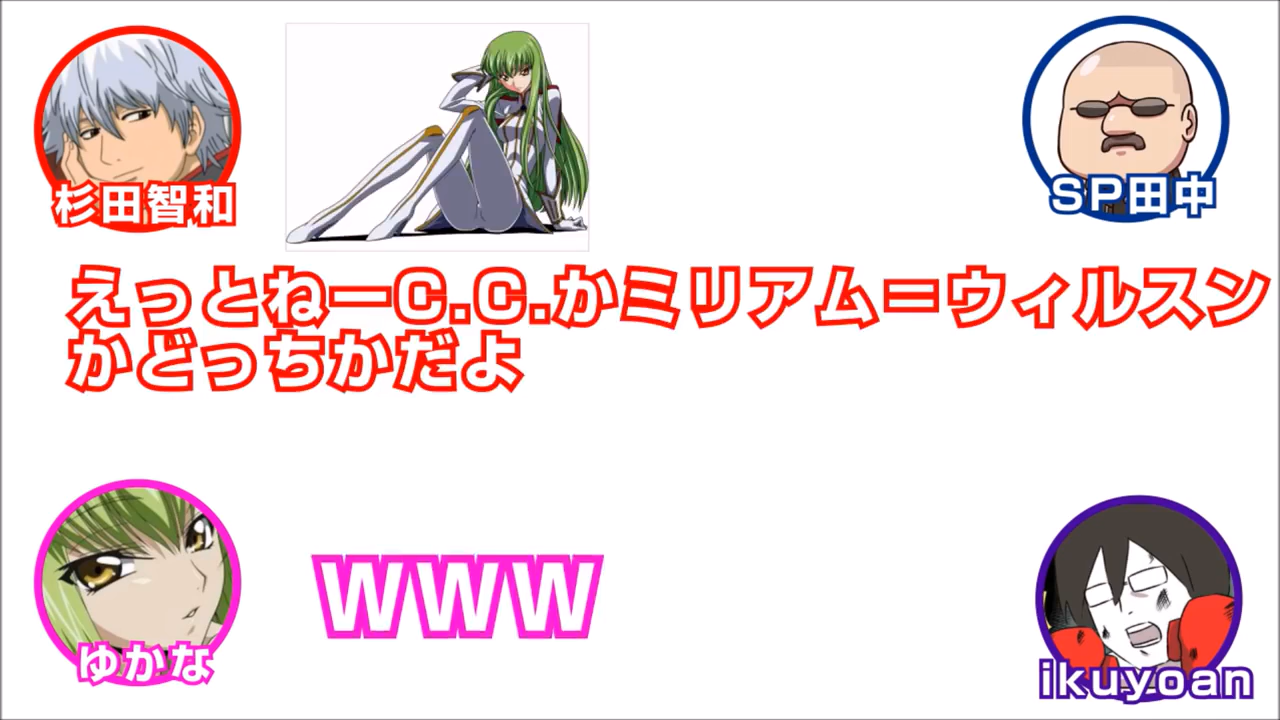 杉田智和
SP田中
えっとねーC.C.かミリアム＝ウィルスン
かどっちかだよ
WWW
ゆかな
ikuyoan